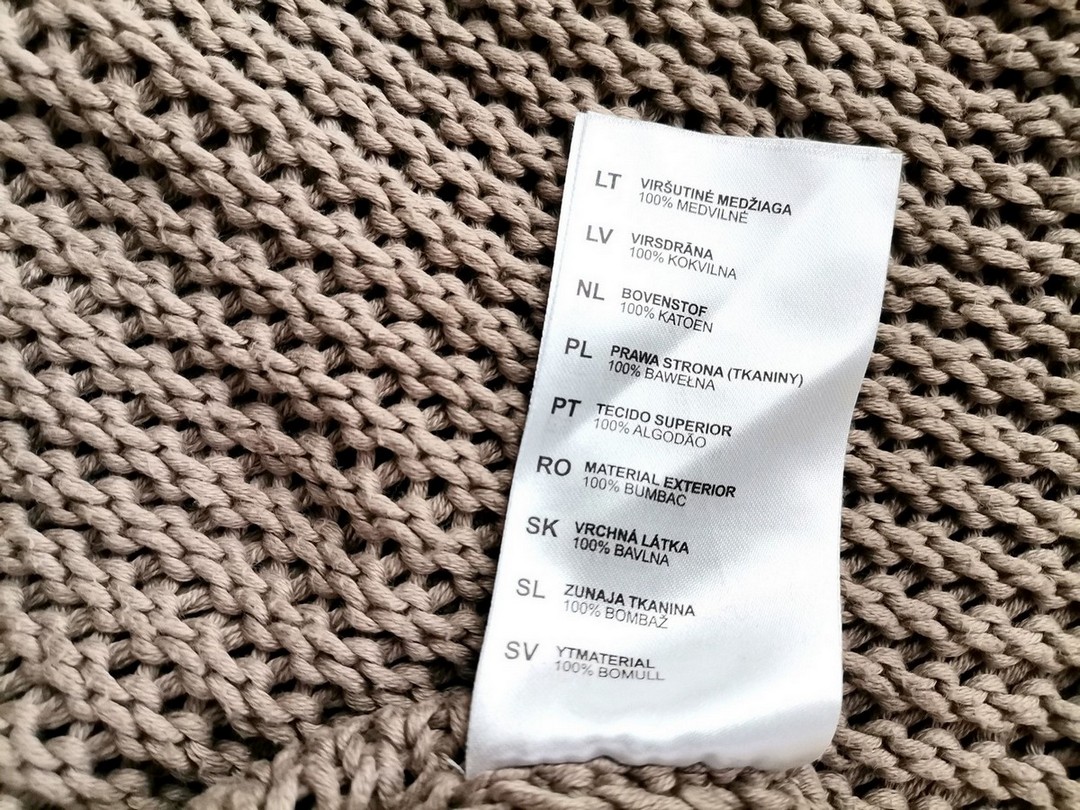 LT VIRŠUTINĖ MEDŽIAGA
100% MEDVILNĖ
LV VIRSDRĀNA
100% KOKVILNA
NL BOVENSTOF
100% KATOEN
PL PRAWA STRONA (TKANINY)
100% BAWEŁNA
PT TECIDO SUPERIOR
100% ALGODÃO
RO MATERIAL EXTERIOR
100% BUMBAC
SK VRCHNÁ LÁTKA
100% BAVLNA
SL ZUNAJA TKANINA
100% BOMBAŽ
SV YTMATERIAL
100% BOMULL